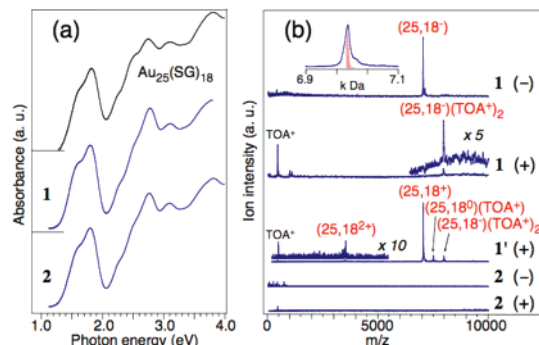 (a)
Au25(SG)18
1
2
Absorbance (a. u.)
1.0
2.0
3.0
4.0
Photon energy (eV)
(b)
(25,18⁻)
6.9
7.1
k Da
1 (−)
(25,18⁻)(TOA⁺)₂
TOA⁺
x 5
1 (+)
(25,18⁺)
(25,18⁰)(TOA⁺)
TOA⁺
(25,18²⁺)
x 10
(25,18⁻)(TOA⁺)₂
1' (+)
2 (−)
2 (+)
Ion intensity (a. u.)
0
5000
10000
m/z